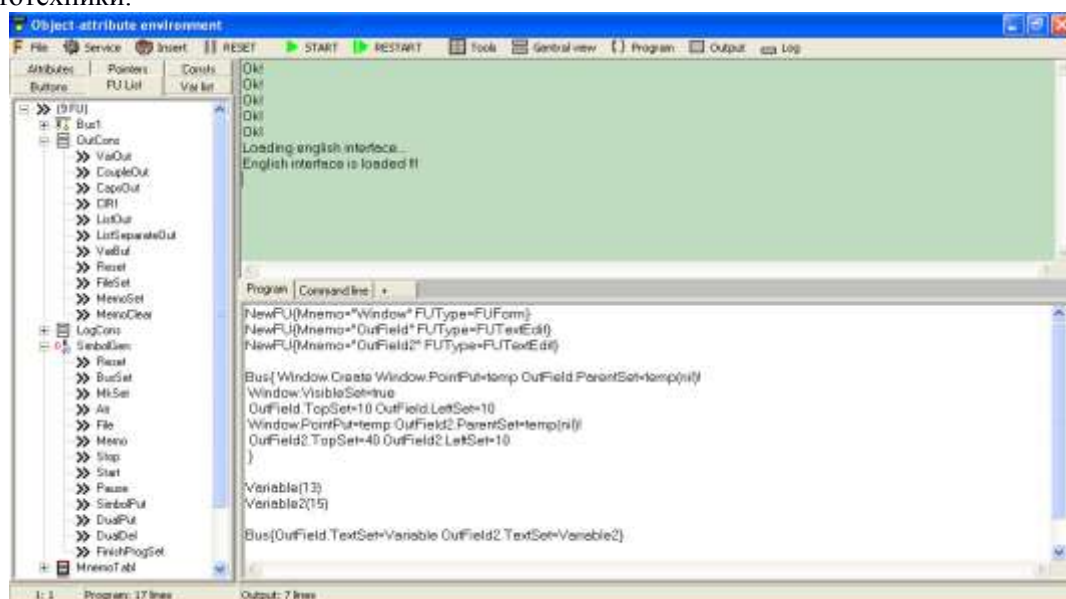 отехники.
Object-attribute environment
File Service Insert RESET START RESTART Tools Gentral view Program Output Log
Attributes Pointers Consts
Buttons FU List Var list
(9 FU)
Bus1
OutCons
VarOut
CoupleOut
CapsOut
CIR!
ListOut
ListSeparateOut
VarBuf
Reset
FileSet
MemoSet
MemoClear
LogCons
SimbolGen
Reset
BusSet
MkSet
An
File
Memo
Stop
Start
Pause
SimbolPut
DualPut
DualDel
FinishProgSet
MnemoTabl
Ok!
Ok!
Ok!
Ok!
Ok!
Loading english interface...
English interface is loaded !!!
Program Command line +
NewFU{Mnemo="Window" FUType=FUForm}
NewFU{Mnemo="OutField" FUType=FUTextEdit}
NewFU{Mnemo="OutField2" FUType=FUTextEdit}
Bus{ Window.Create Window.PointPut=temp OutField.ParentSet=temp(nil)!
Window.VisibleSet=true
OutField.TopSet=10 OutField.LeftSet=10
Window.PointPut=temp OutField2.ParentSet=temp(nil)!
OutField2.TopSet=40 OutField2.LeftSet=10
}
Variable(13)
Variable2(15)
Bus{OutField.TextSet=Variable OutField2.TextSet=Variable2}
1: 1 Program: 17 lines Output: 7 lines